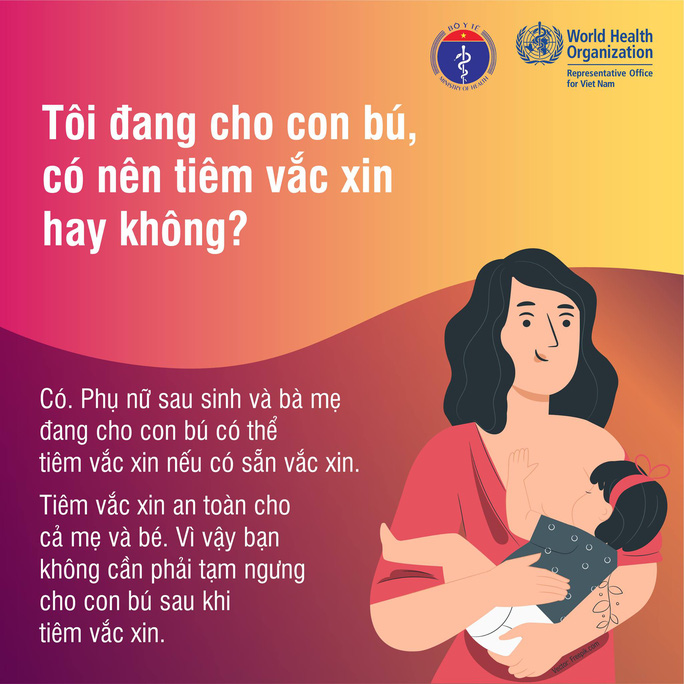 BỘ Y TẾ
MINISTRY OF HEALTH
World Health
Organization
Representative Office
for Viet Nam
Tôi đang cho con bú,
có nên tiêm vắc xin
hay không?
Có. Phụ nữ sau sinh và bà mẹ
đang cho con bú có thể
tiêm vắc xin nếu có sẵn vắc xin.
Tiêm vắc xin an toàn cho
cả mẹ và bé. Vì vậy bạn
không cần phải tạm ngưng
cho con bú sau khi
tiêm vắc xin.
Vector: Freepik.com